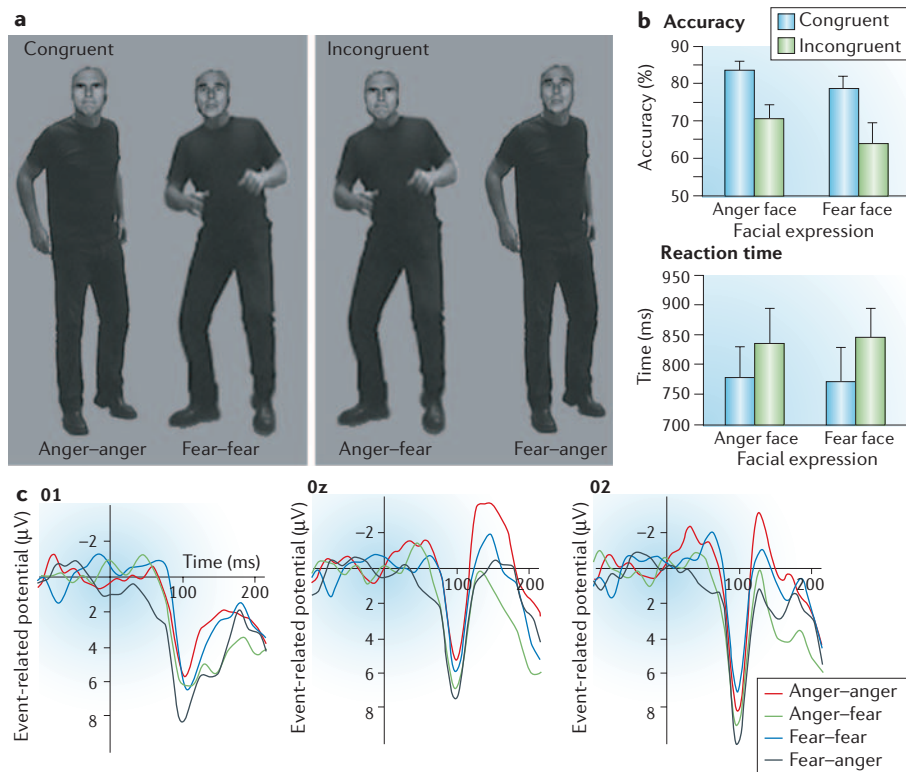 a
Congruent
Incongruent
Anger–anger
Fear–fear
Anger–fear
Fear–anger
b Accuracy
Congruent
Incongruent
Accuracy (%)
90
80
70
60
50
Anger face
Fear face
Facial expression
Reaction time
Time (ms)
950
900
850
800
750
700
Anger face
Fear face
Facial expression
c
01
Event-related potential (µV)
Time (ms)
–2
2
4
6
8
100
200
0z
Event-related potential (µV)
–2
2
4
6
8
100
200
02
Event-related potential (µV)
–2
2
4
6
8
100
200
Anger–anger
Anger–fear
Fear–fear
Fear–anger